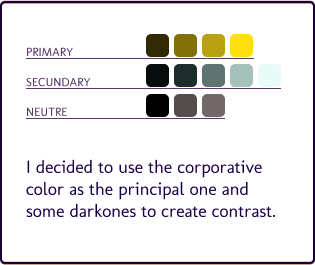 PRIMARY
SECUNDARY
NEUTRE
I decided to use the corporative
color as the principal one and
some darkones to create contrast.